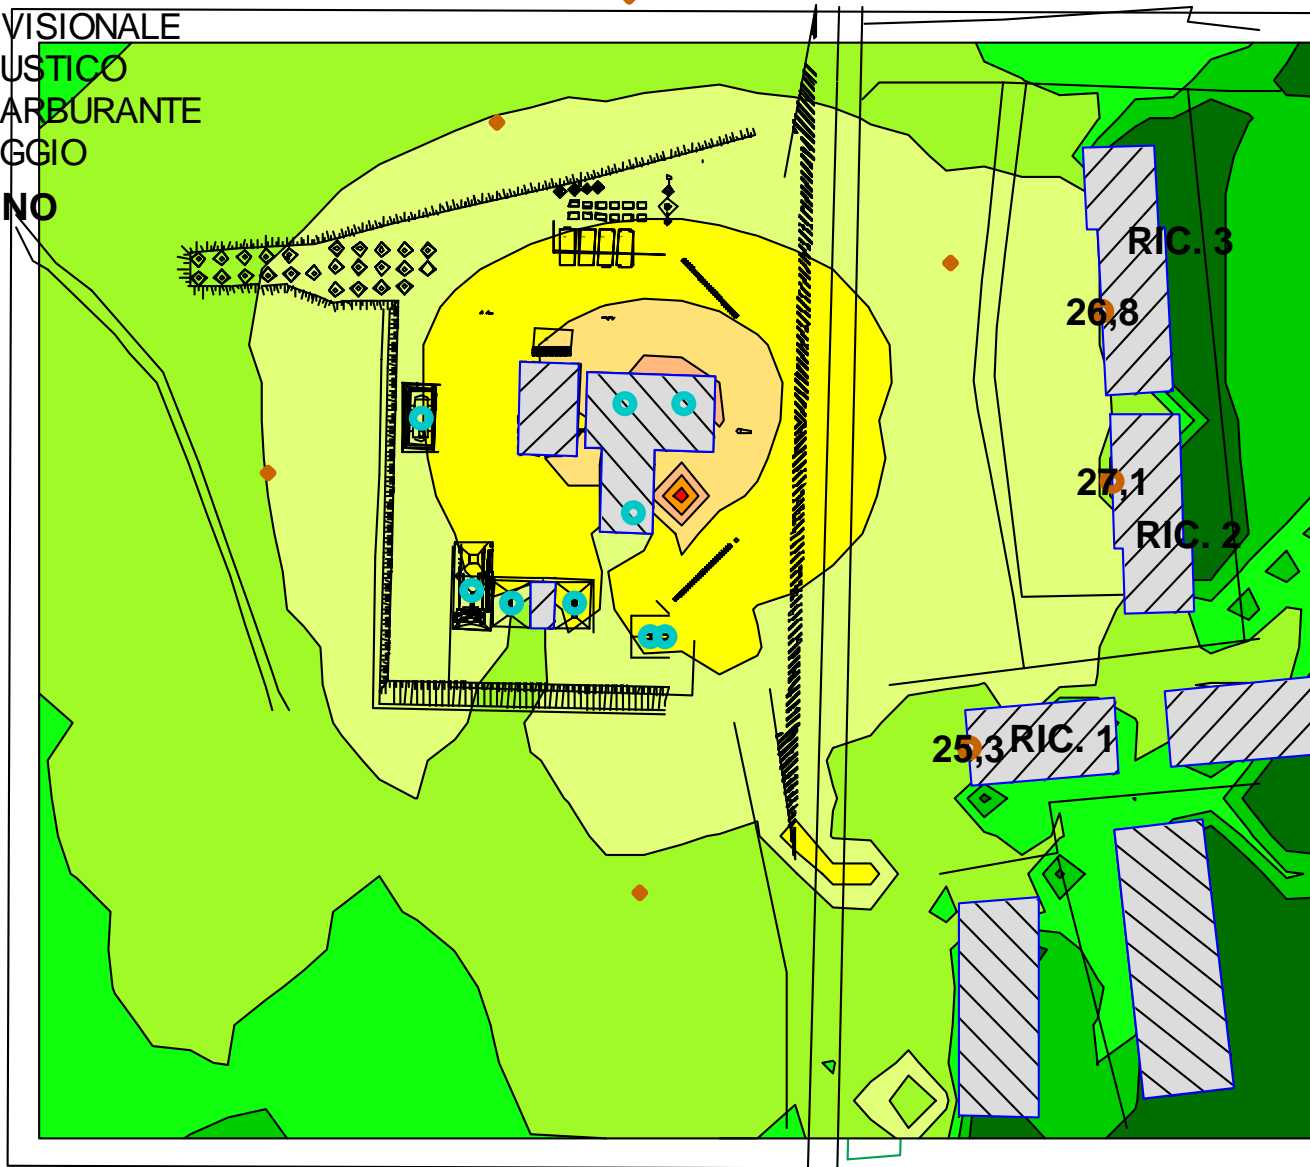 VISIONALE
USTICO
ARBURANTE
GGIO
NO
RIC. 3
26,8
27,1
RIC. 2
25,3 RIC. 1